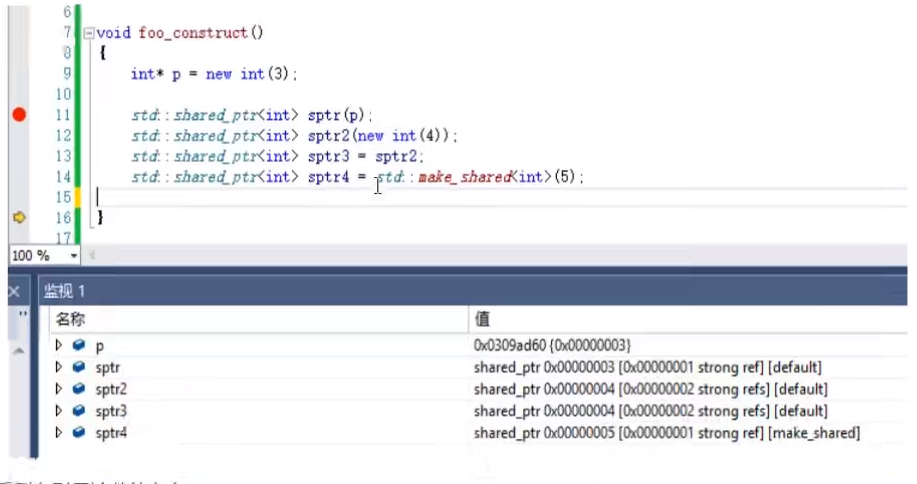 6
7 void foo_construct()
8 {
9 int* p = new int(3);
10
11 std::shared_ptr<int> sptr(p);
12 std::shared_ptr<int> sptr2(new int(4));
13 std::shared_ptr<int> sptr3 = sptr2;
14 std::shared_ptr<int> sptr4 = std::make_shared<int>(5);
15
16 }
17
100 %
监视 1
名称 值
p 0x0309ad60 {0x00000003}
sptr shared_ptr 0x00000003 [0x00000001 strong ref] [default]
sptr2 shared_ptr 0x00000004 [0x00000002 strong refs] [default]
sptr3 shared_ptr 0x00000004 [0x00000002 strong refs] [default]
sptr4 shared_ptr 0x00000005 [0x00000001 strong ref] [make_shared]